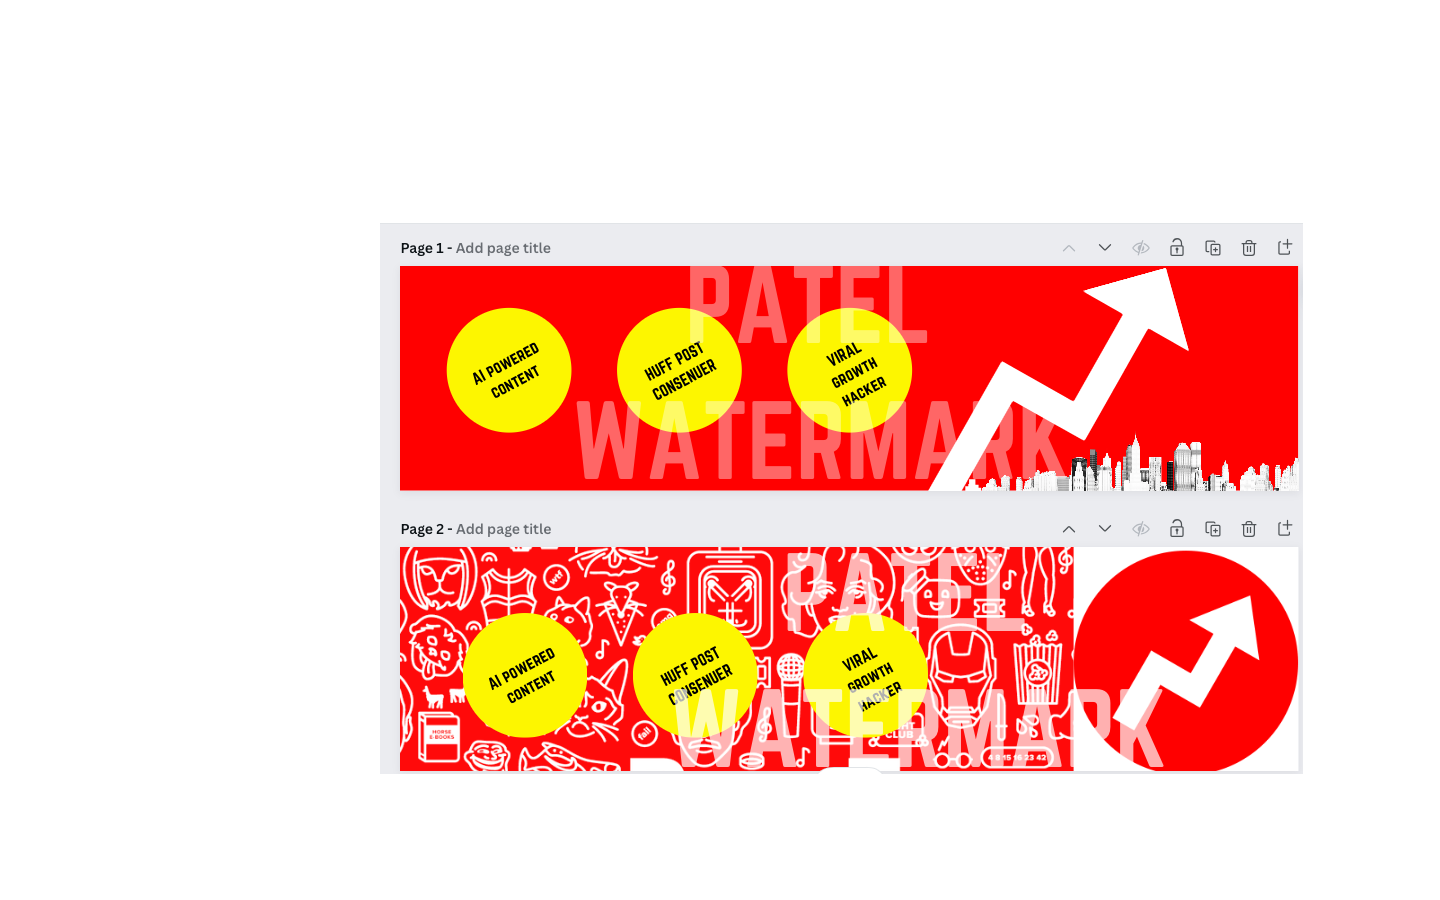 Page 1 - Add page title
PATEL
AI POWERED
CONTENT
HUFF POST
CONSENUER
VIRAL
GROWTH
HACKER
WATERMARK
Page 2 - Add page title
PATEL
wtf
AI POWERED
CONTENT
HUFF POST
CONSENUER
VIRAL
GROWTH
HACKER
WATERMARK
HORSE
E-BOOKS
fail
CLUB
4 8 15 16 23 42